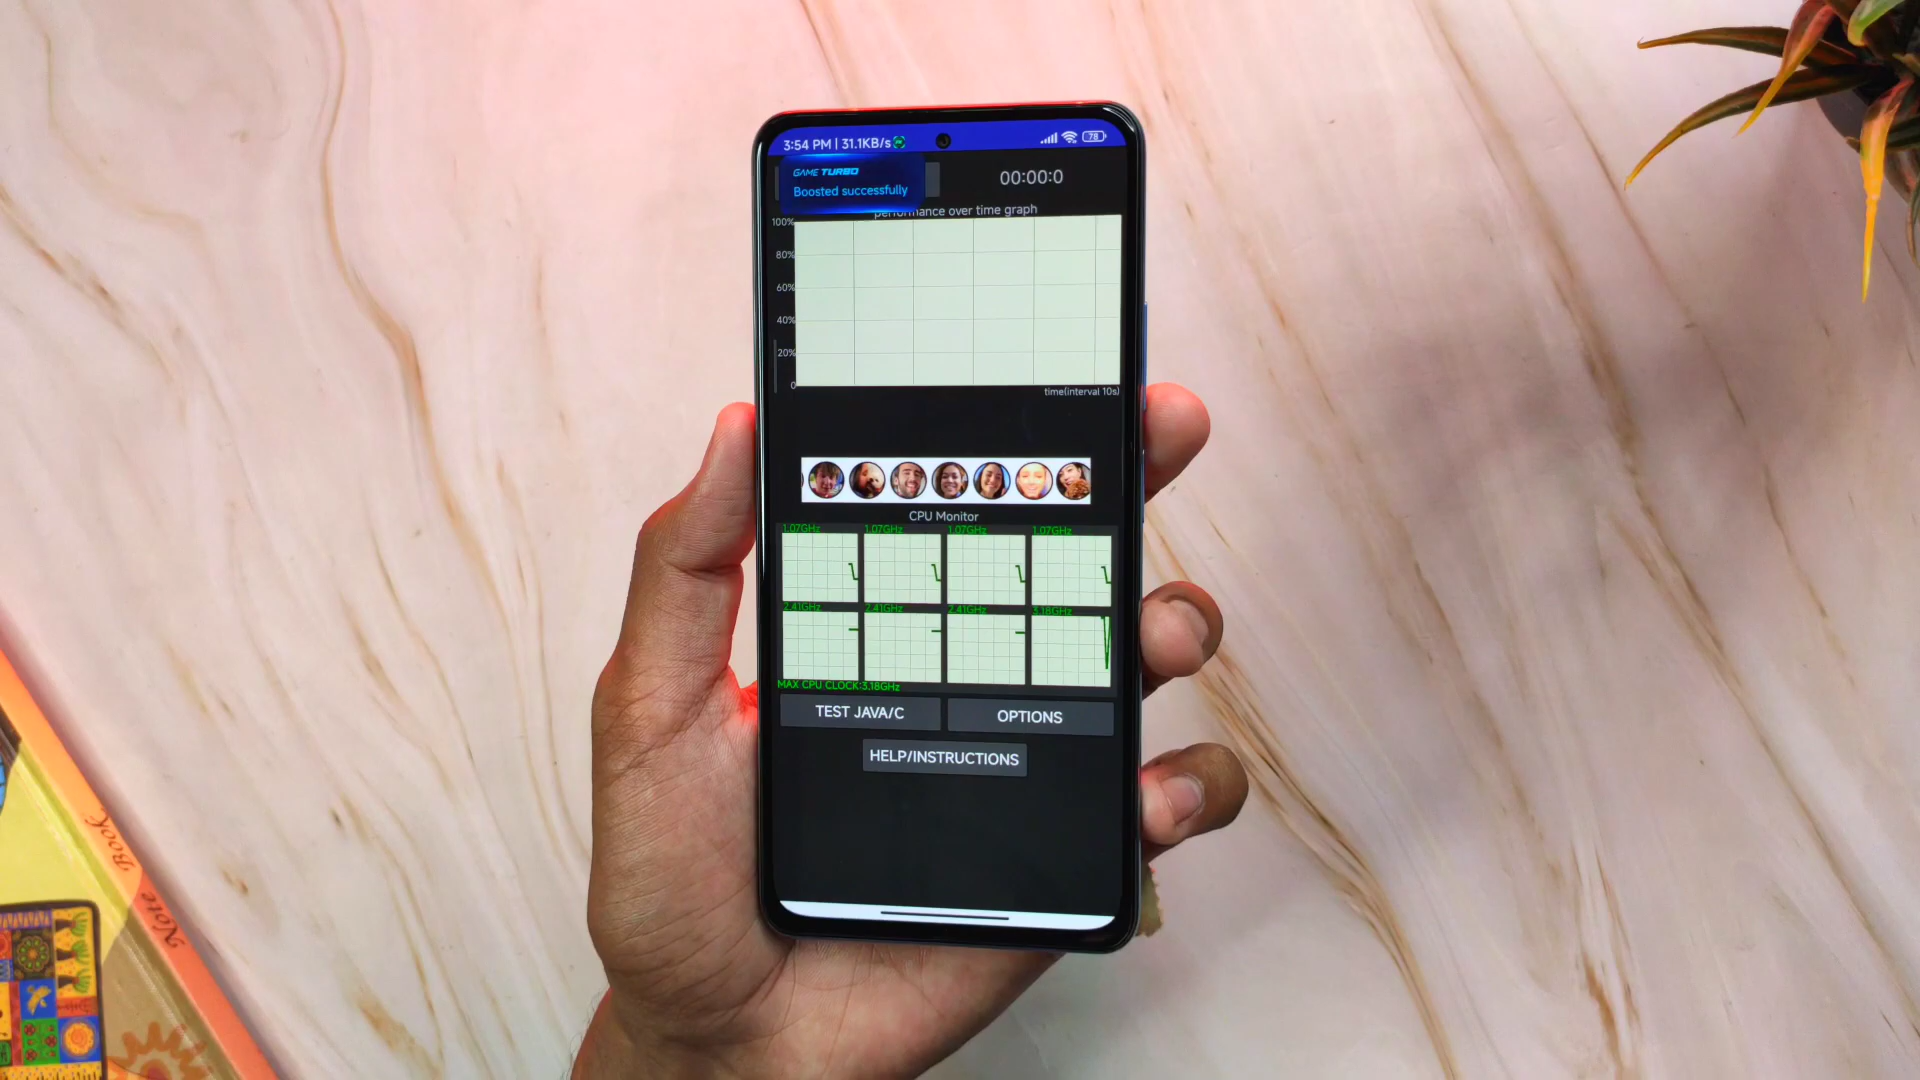 3:54 PM | 31.1KB/s
78
GAME TURBO
Boosted successfully
00:00:0
performance over time graph
100%
80%
60%
40%
20%
0
time(interval 10s)
CPU Monitor
1.07GHz 1.07GHz 1.07GHz 1.07GHz
2.41GHz 2.41GHz 2.41GHz 3.18GHz
MAX CPU CLOCK:3.18GHz
TEST JAVA/C
OPTIONS
HELP/INSTRUCTIONS
Note Book